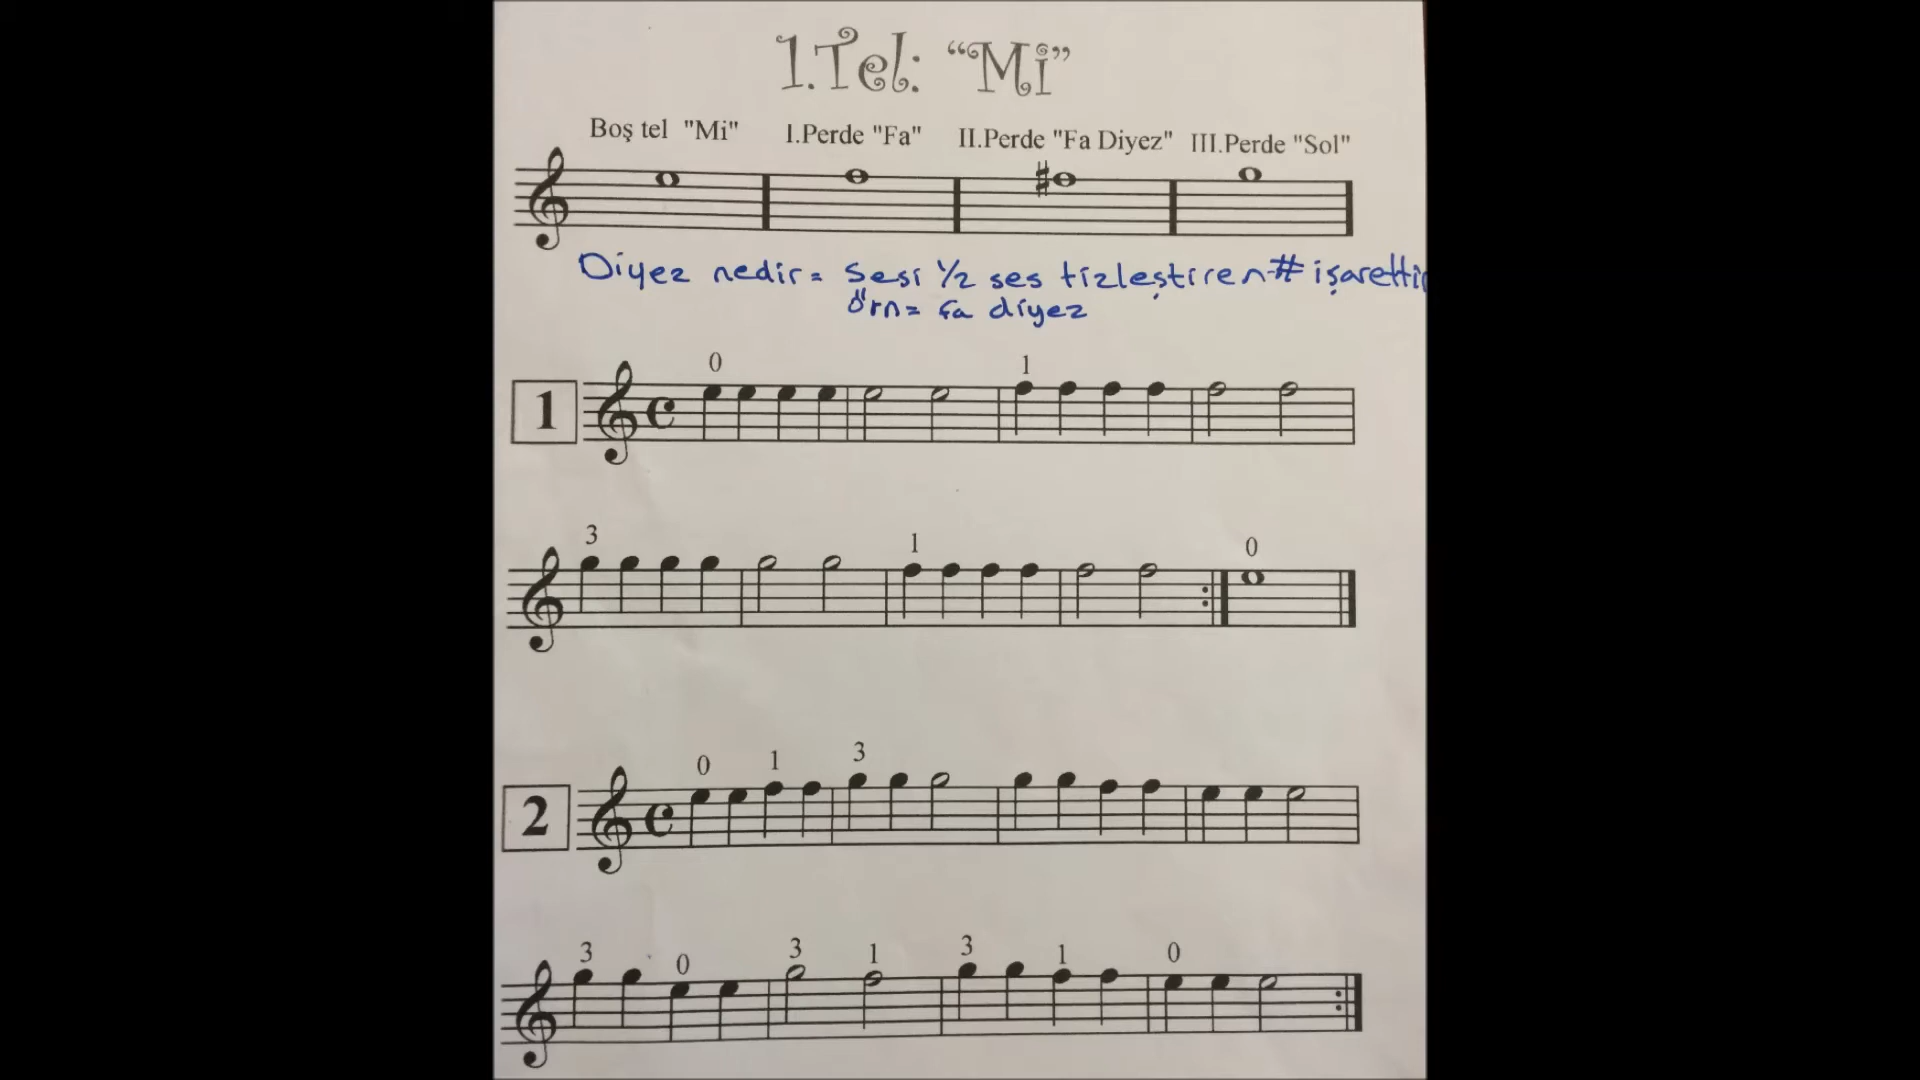 1.Tel: “Mi”
Boş tel "Mi" I.Perde "Fa" II.Perde "Fa Diyez" III.Perde "Sol"
Diyez nedir= Sesi 1/2 ses tizleştiren # işarettir
örn= fa diyez
0 1
1
3 1 0
0 1 3
2
3 0 3 1 3 1 0